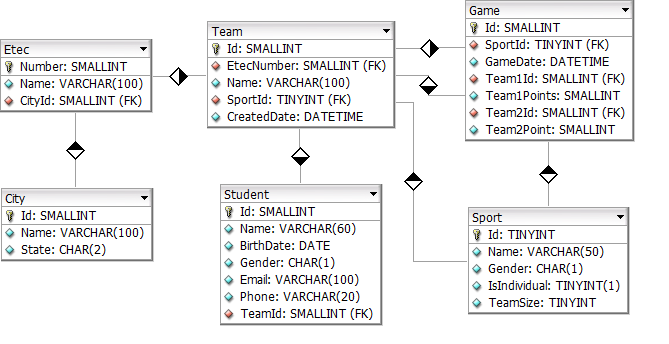 Etec
Number: SMALLINT
Name: VARCHAR(100)
CityId: SMALLINT (FK)
Team
Id: SMALLINT
EtecNumber: SMALLINT (FK)
Name: VARCHAR(100)
SportId: TINYINT (FK)
CreatedDate: DATETIME
Game
Id: SMALLINT
SportId: TINYINT (FK)
GameDate: DATETIME
Team1Id: SMALLINT (FK)
Team1Points: SMALLINT
Team2Id: SMALLINT (FK)
Team2Point: SMALLINT
City
Id: SMALLINT
Name: VARCHAR(100)
State: CHAR(2)
Student
Id: SMALLINT
Name: VARCHAR(60)
BirthDate: DATE
Gender: CHAR(1)
Email: VARCHAR(100)
Phone: VARCHAR(20)
TeamId: SMALLINT (FK)
Sport
Id: TINYINT
Name: VARCHAR(50)
Gender: CHAR(1)
IsIndividual: TINYINT(1)
TeamSize: TINYINT